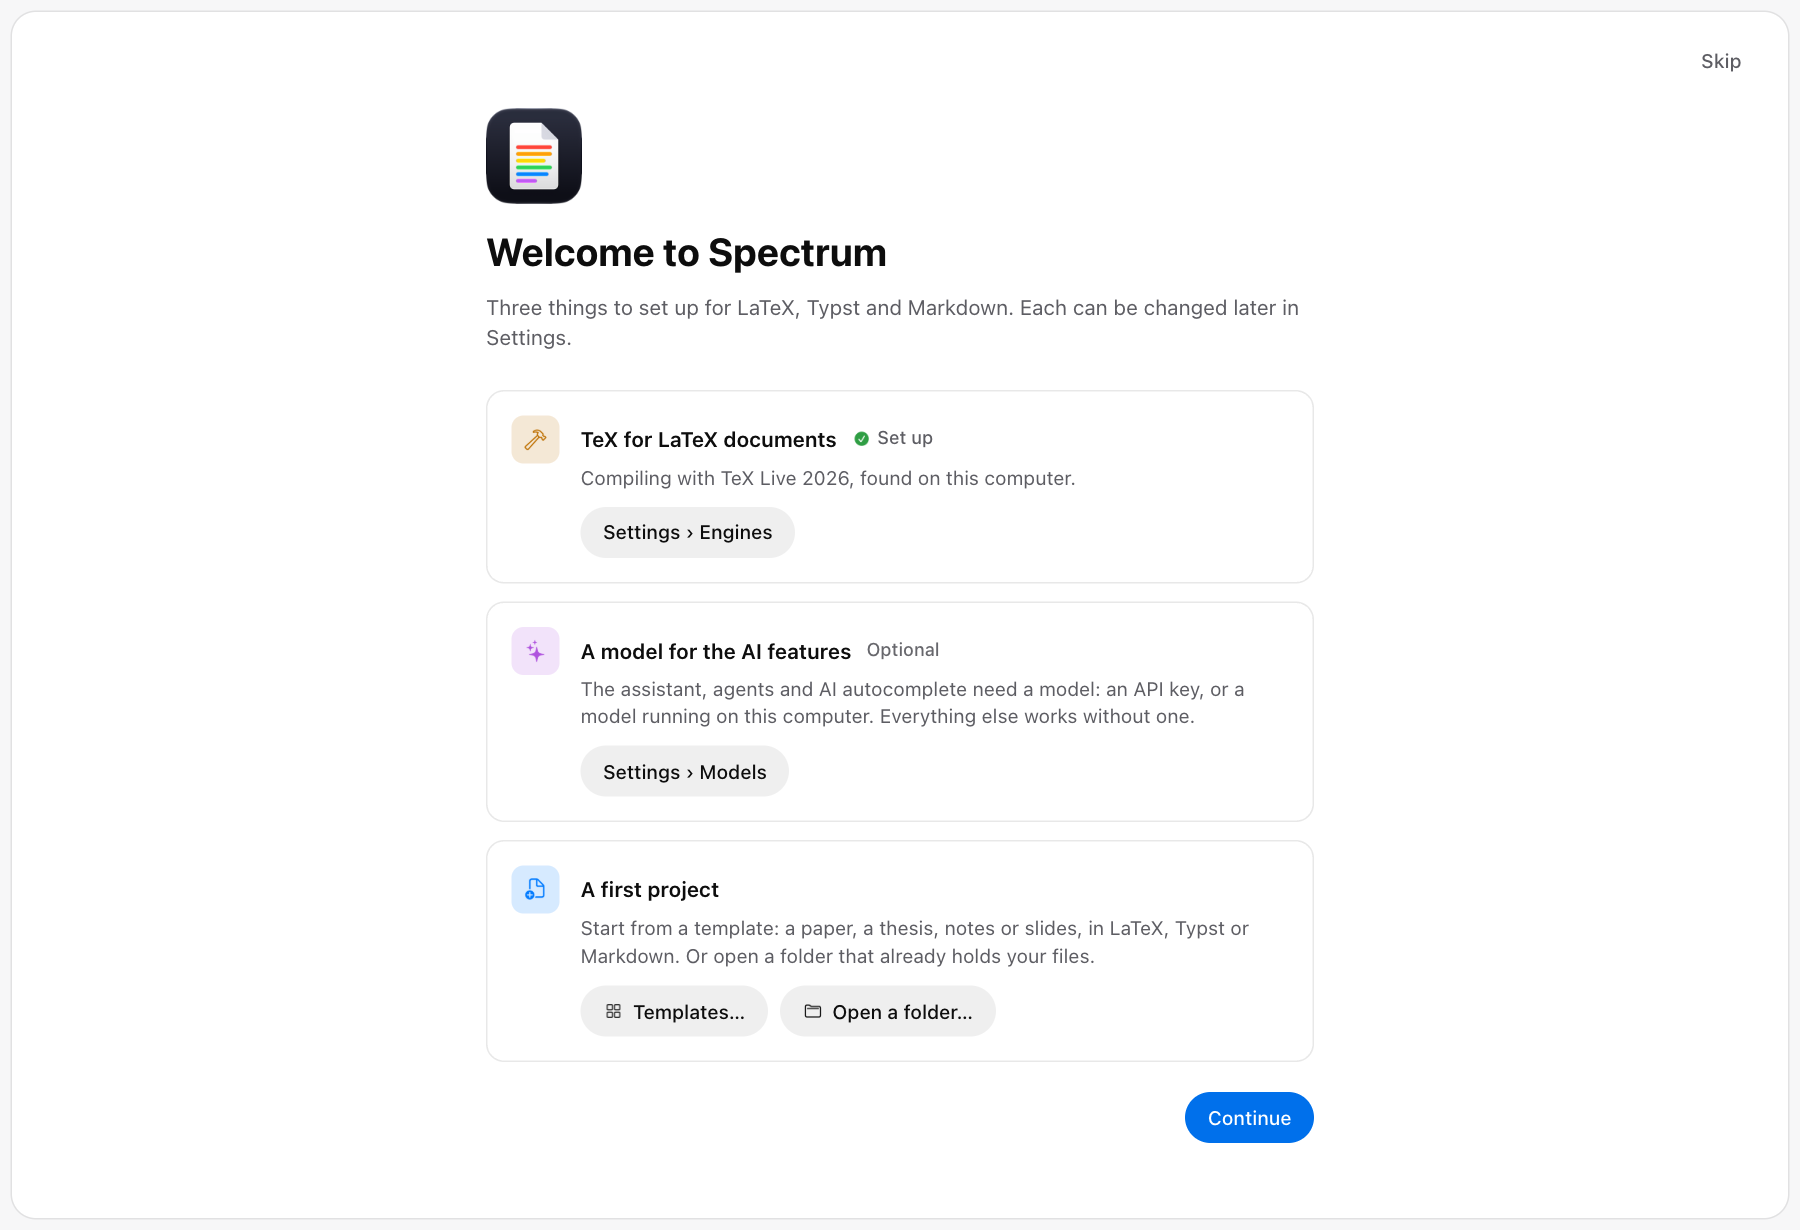 Skip
Welcome to Spectrum
Three things to set up for LaTeX, Typst and Markdown. Each can be changed later in
Settings.
TeX for LaTeX documents Set up
Compiling with TeX Live 2026, found on this computer.
Settings › Engines
A model for the AI features Optional
The assistant, agents and AI autocomplete need a model: an API key, or a
model running on this computer. Everything else works without one.
Settings › Models
A first project
Start from a template: a paper, a thesis, notes or slides, in LaTeX, Typst or
Markdown. Or open a folder that already holds your files.
Templates... Open a folder...
Continue